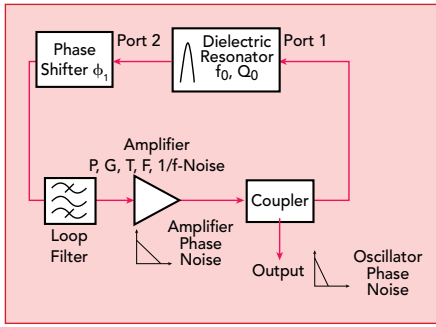 Phase
Shifter ϕ₁
Port 2
Dielectric
Resonator
f₀, Q₀
Port 1
Amplifier
P, G, T, F, 1/f-Noise
Loop
Filter
Amplifier
Phase
Noise
Coupler
Output
Oscillator
Phase
Noise